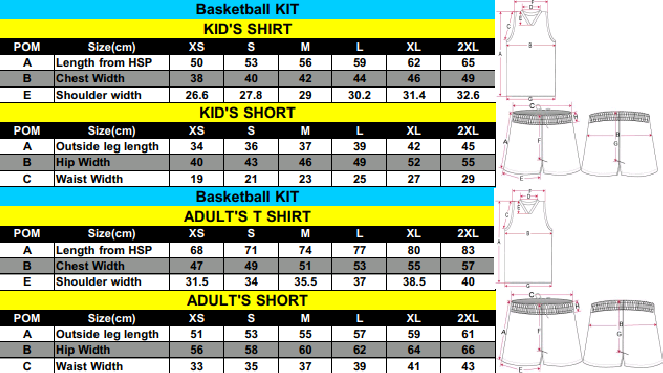 Basketball KIT
KID'S SHIRT
POM Size(cm) XS S M L XL 2XL
A Length from HSP 50 53 56 59 62 65
B Chest Width 38 40 42 44 46 49
E Shoulder width 26.6 27.8 29 30.2 31.4 32.6
KID'S SHORT
POM Size(cm) XS S M L XL 2XL
A Outside leg length 34 36 37 39 42 45
B Hip Width 40 43 46 49 52 55
C Waist Width 19 21 23 25 27 29
Basketball KIT
ADULT'S T SHIRT
POM Size(cm) XS S M L XL 2XL
A Length from HSP 68 71 74 77 80 83
B Chest Width 47 49 51 53 55 57
E Shoulder width 31.5 34 35.5 37 38.5 40
ADULT'S SHORT
POM Size(cm) XS S M L XL 2XL
A Outside leg length 51 53 55 57 59 61
B Hip Width 56 58 60 62 64 66
C Waist Width 33 35 37 39 41 43
F
D
E
C
A
B
G
C
A
F
E
B
G
F
D
E
C
A
B
G
C
A
F
E
B
G